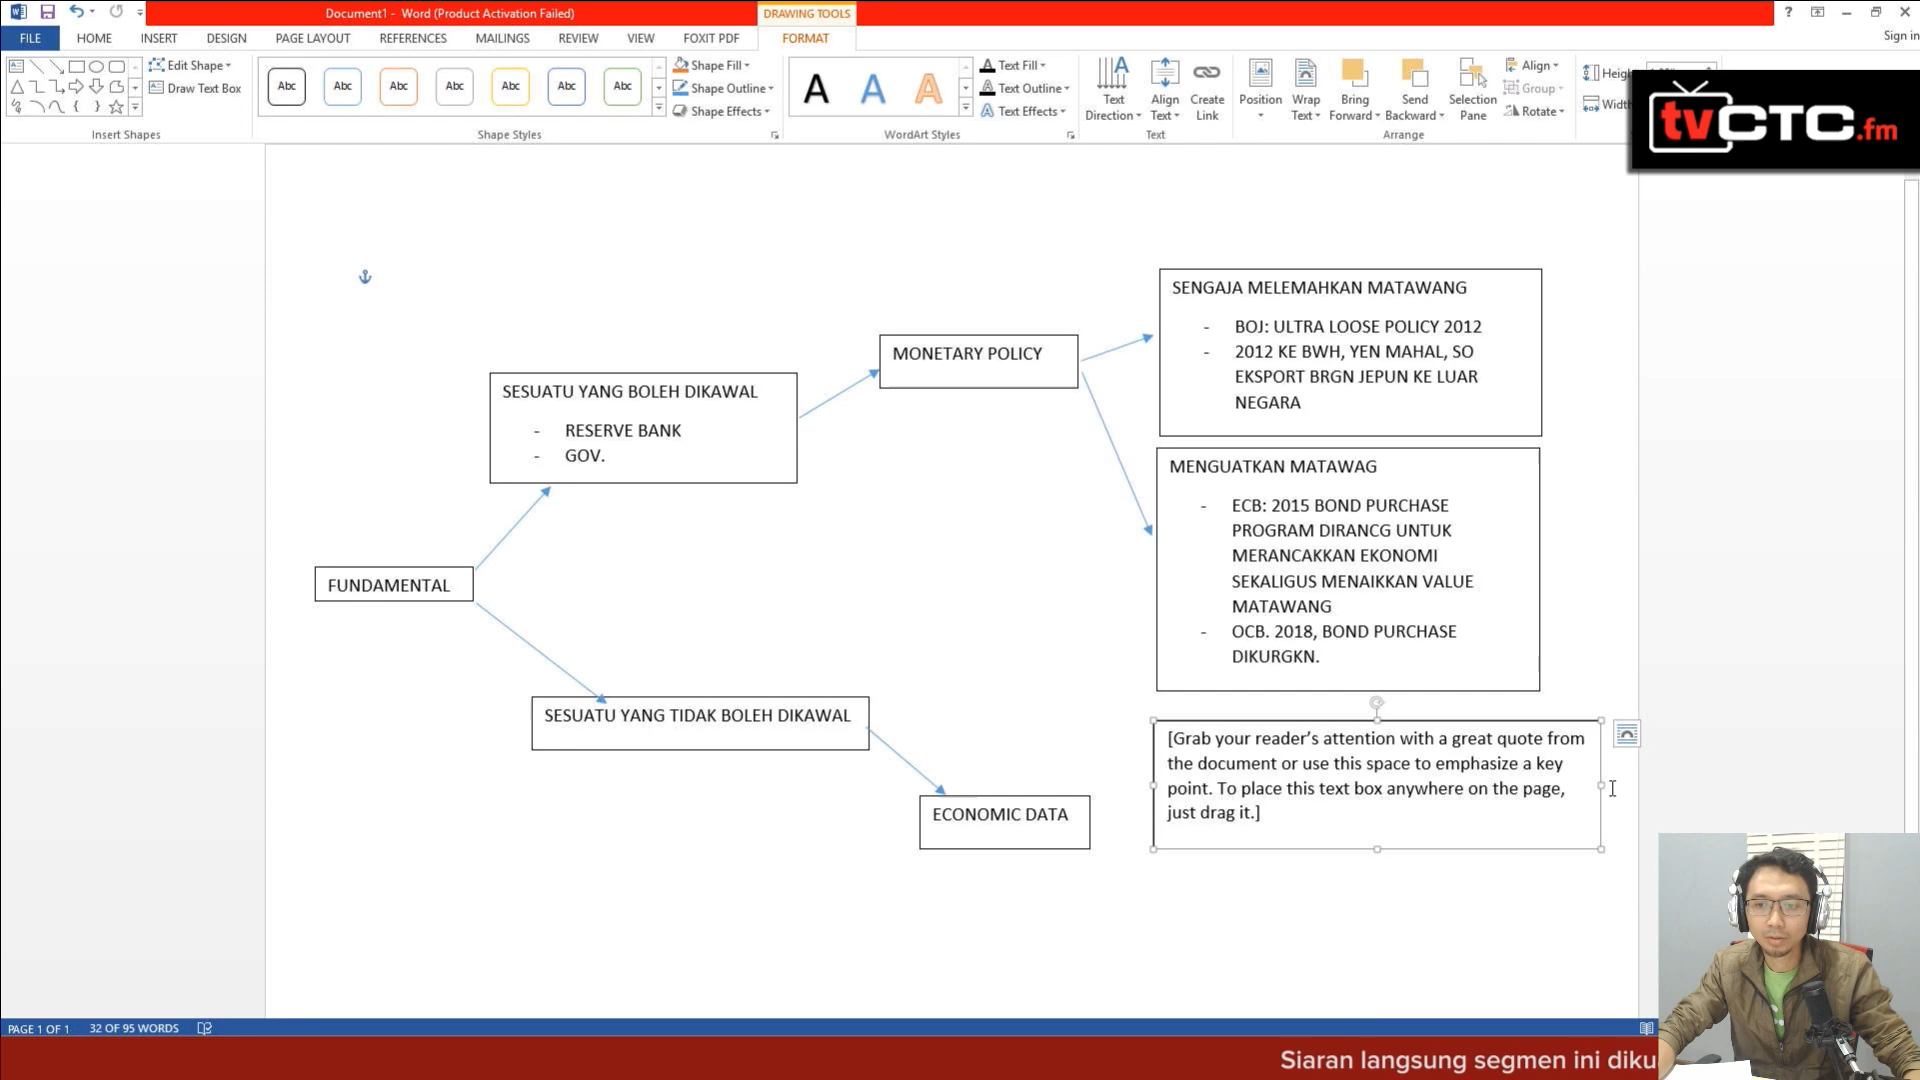 Document1 - Word (Product Activation Failed)
DRAWING TOOLS
FILE HOME INSERT DESIGN PAGE LAYOUT REFERENCES MAILINGS REVIEW VIEW FOXIT PDF FORMAT
Sign in
Edit Shape
Draw Text Box
Insert Shapes
Abc Abc Abc Abc Abc Abc Abc
Shape Fill
Shape Outline
Shape Effects
Shape Styles
A A A
Text Fill
Text Outline
Text Effects
WordArt Styles
Text Direction
Align Text
Create Link
Text
Position
Wrap Text
Bring Forward
Send Backward
Selection Pane
Align
Group
Rotate
Arrange
tvCTC.fm
SENGAJA MELEMAHKAN MATAWANG
- BOJ: ULTRA LOOSE POLICY 2012
- 2012 KE BWH, YEN MAHAL, SO
EKSPORT BRGN JEPUN KE LUAR
NEGARA
MONETARY POLICY
SESUATU YANG BOLEH DIKAWAL
- RESERVE BANK
- GOV.
MENGUATKAN MATAWAG
- ECB: 2015 BOND PURCHASE
PROGRAM DIRANCG UNTUK
MERANCAKKAN EKONOMI
SEKALIGUS MENAIKKAN VALUE
MATAWANG
- OCB. 2018, BOND PURCHASE
DIKURGKN.
FUNDAMENTAL
SESUATU YANG TIDAK BOLEH DIKAWAL
ECONOMIC DATA
[Grab your reader's attention with a great quote from
the document or use this space to emphasize a key
point. To place this text box anywhere on the page,
just drag it.]
PAGE 1 OF 1 32 OF 95 WORDS
Siaran langsung segmen ini diku